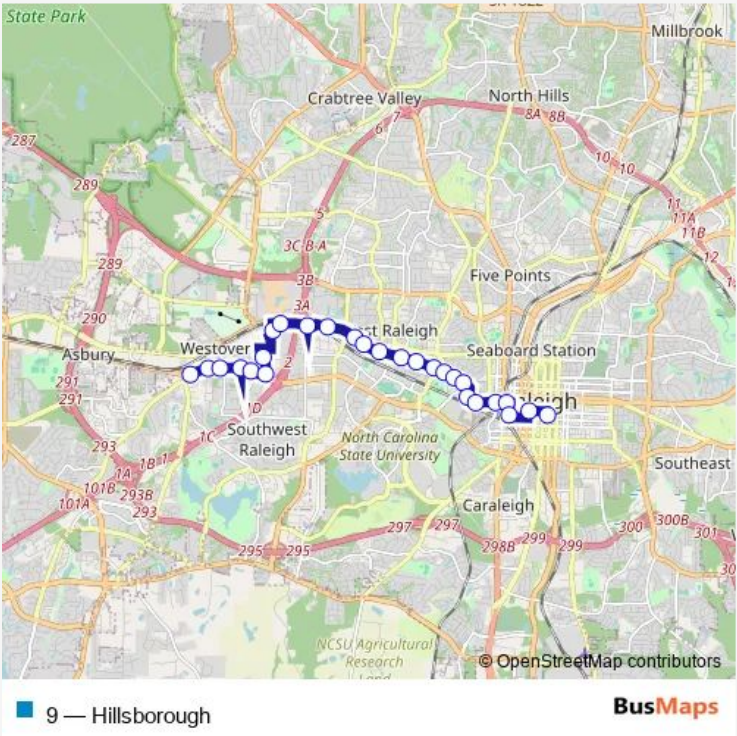 State Park
Millbrook
Crabtree Valley
North Hills
7
6
8A
8B
287
10
10
289
11
11A
11B
5
12
3C-B-A
289
3B
Five Points
3A
290
st Raleigh
Asbury
Westover
Seaboard Station
2
291
291
aleigh
1D
Southwest
Raleigh
1C
North Carolina
State University
293
1B
1
1A
Southeast
101B
293B
101A
293
Caraleigh
297
297
300
300B
301
295
295
298B
299
299
30
NCSU Agricultural
Research
Land
© OpenStreetMap contributors
9 — Hillsborough
BusMaps